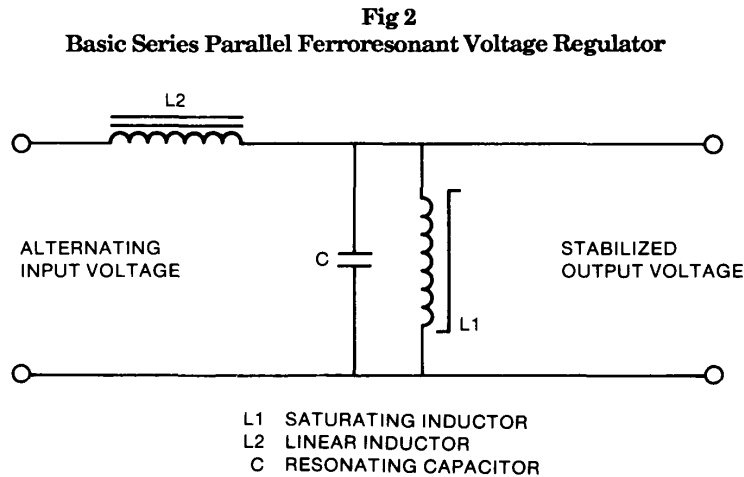 Fig 2
Basic Series Parallel Ferroresonant Voltage Regulator
L2
ALTERNATING
INPUT VOLTAGE
C
L1
STABILIZED
OUTPUT VOLTAGE
L1 SATURATING INDUCTOR
L2 LINEAR INDUCTOR
C RESONATING CAPACITOR